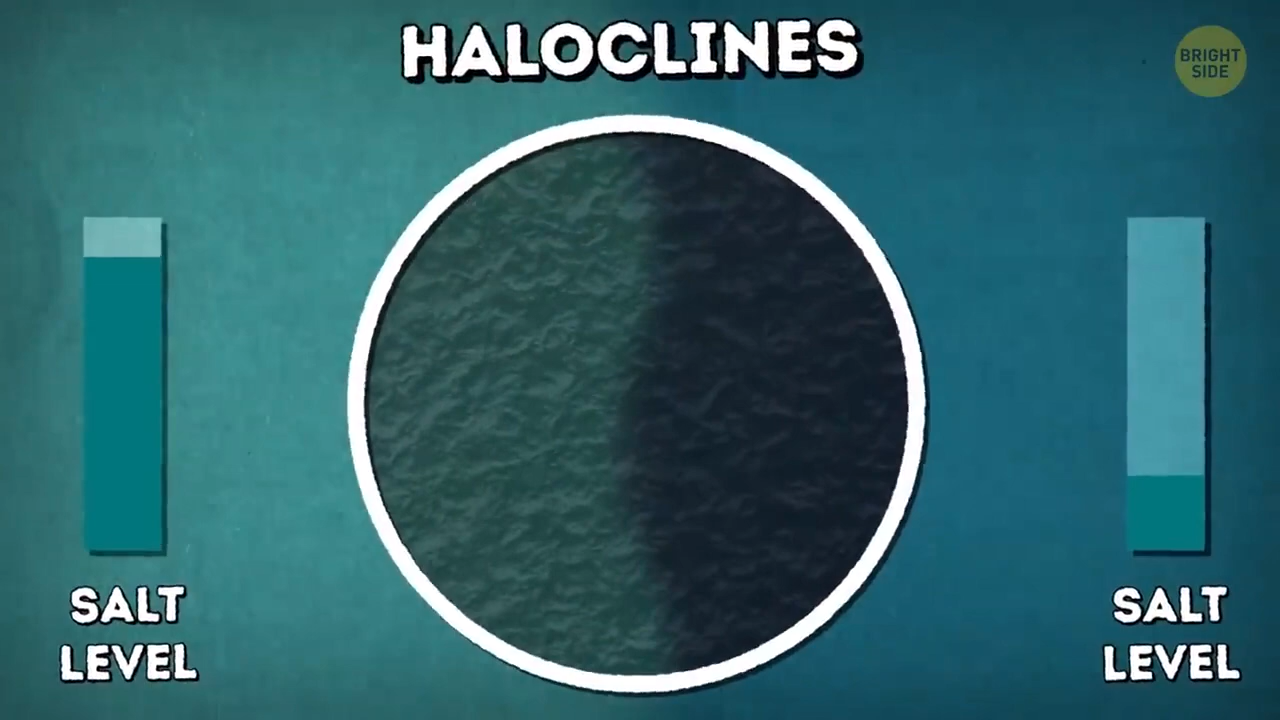 HALOCLINES
BRIGHT
SIDE
SALT
LEVEL
SALT
LEVEL